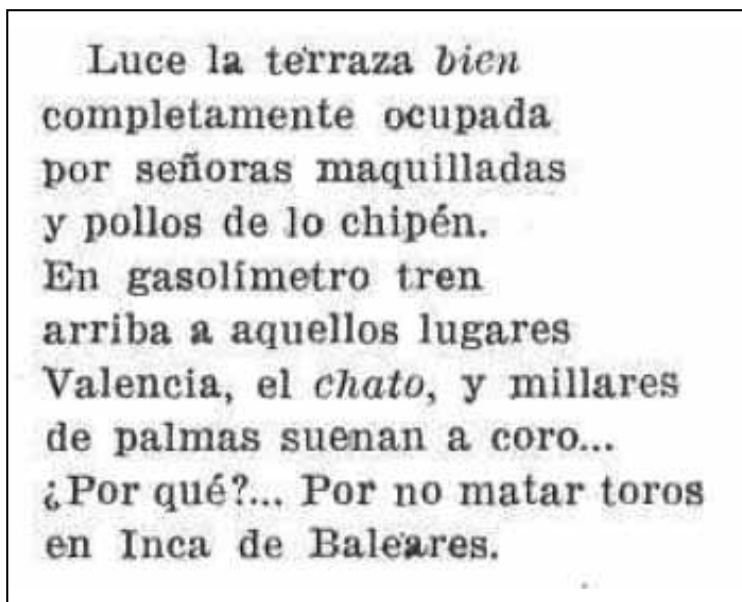 Luce la terraza bien
completamente ocupada
por señoras maquilladas
y pollos de lo chipén.
En gasolímetro tren
arriba a aquellos lugares
Valencia, el chato, y millares
de palmas suenan a coro...
¿Por qué?... Por no matar toros
en Inca de Baleares.